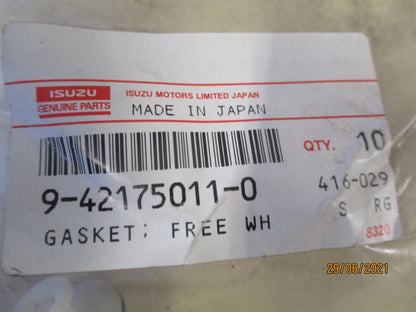 ISUZU
GENUINE PARTS
ISUZU MOTORS LIMITED JAPAN
MADE IN JAPAN
QTY. 10
9-42175011-0
416-029
GASKET; FREE WH
S RG
8320
29/06/2021